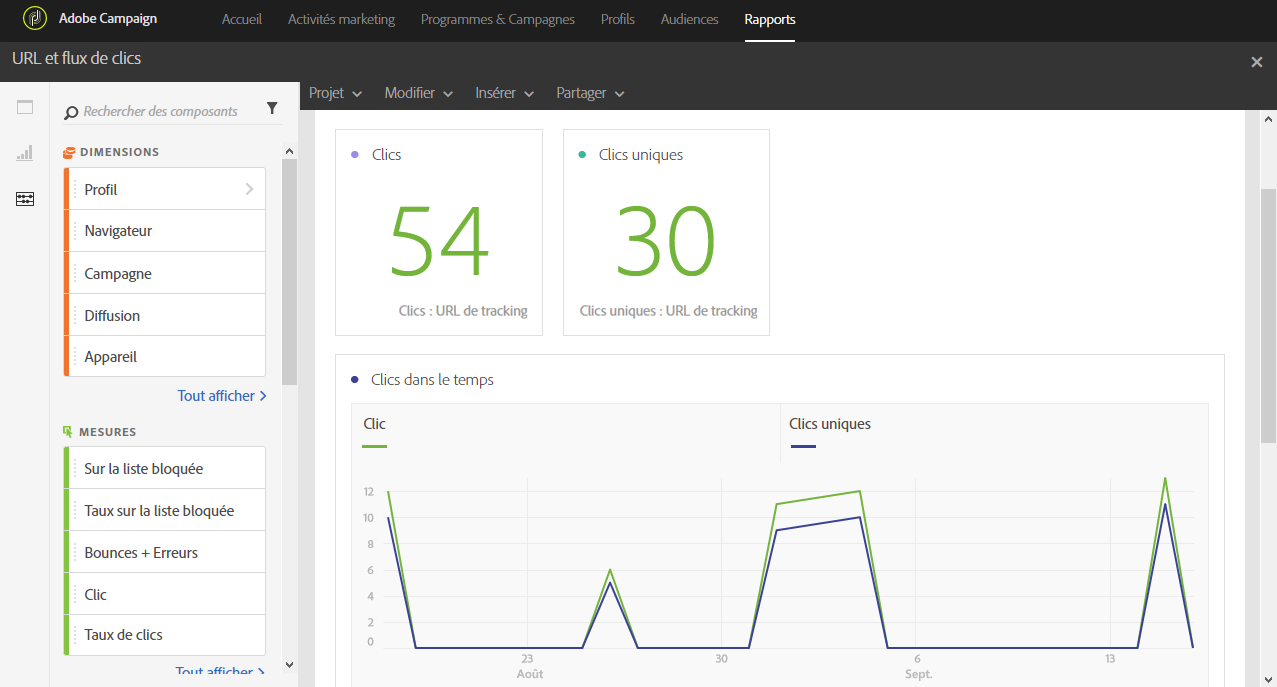 Adobe Campaign
Accueil
Activités marketing
Programmes & Campagnes
Profils
Audiences
Rapports
URL et flux de clics
Projet
Modifier
Insérer
Partager
Rechercher des composants
DIMENSIONS
Profil
Navigateur
Campagne
Diffusion
Appareil
Tout afficher
MESURES
Sur la liste bloquée
Taux sur la liste bloquée
Bounces + Erreurs
Clic
Taux de clics
Tout afficher
Clics
54
Clics : URL de tracking
Clics uniques
30
Clics uniques : URL de tracking
Clics dans le temps
Clic
Clics uniques
12
10
8
6
4
2
0
23
Août
30
6
Sept.
13